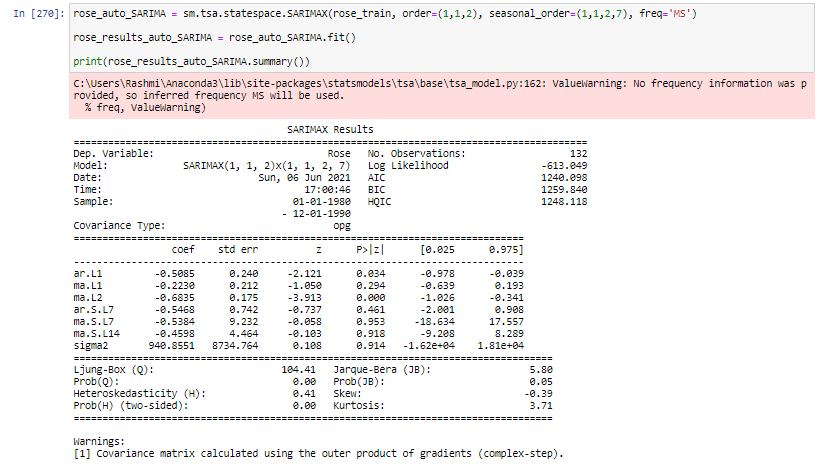 In [270]: rose_auto_SARIMA = sm.tsa.statespace.SARIMAX(rose_train, order=(1,1,2), seasonal_order=(1,1,2,7), freq='MS')
rose_results_auto_SARIMA = rose_auto_SARIMA.fit()
print(rose_results_auto_SARIMA.summary())
C:\Users\Rashmi\Anaconda3\lib\site-packages\statsmodels\tsa\base\tsa_model.py:162: ValueWarning: No frequency information was p
rovided, so inferred frequency MS will be used.
% freq, ValueWarning)
SARIMAX Results
==============================================================================
Dep. Variable: Rose No. Observations: 132
Model: SARIMAX(1, 1, 2)x(1, 1, 2, 7) Log Likelihood -613.049
Date: Sun, 06 Jun 2021 AIC 1240.098
Time: 17:00:46 BIC 1259.840
Sample: 01-01-1980 HQIC 1248.118
- 12-01-1990
Covariance Type: opg
==============================================================================
coef std err z P>|z| [0.025 0.975]
------------------------------------------------------------------------------
ar.L1 -0.5085 0.240 -2.121 0.034 -0.978 -0.039
ma.L1 -0.2230 0.212 -1.050 0.294 -0.639 0.193
ma.L2 -0.6835 0.175 -3.913 0.000 -1.026 -0.341
ar.S.L7 -0.5468 0.742 -0.737 0.461 -2.001 0.908
ma.S.L7 -0.5384 9.232 -0.058 0.953 -18.634 17.557
ma.S.L14 -0.4598 4.464 -0.103 0.918 -9.208 8.289
sigma2 940.8551 8734.764 0.108 0.914 -1.62e+04 1.81e+04
==============================================================================
Ljung-Box (Q): 104.41 Jarque-Bera (JB): 5.80
Prob(Q): 0.00 Prob(JB): 0.05
Heteroskedasticity (H): 0.41 Skew: -0.39
Prob(H) (two-sided): 0.00 Kurtosis: 3.71
==============================================================================
Warnings:
[1] Covariance matrix calculated using the outer product of gradients (complex-step).